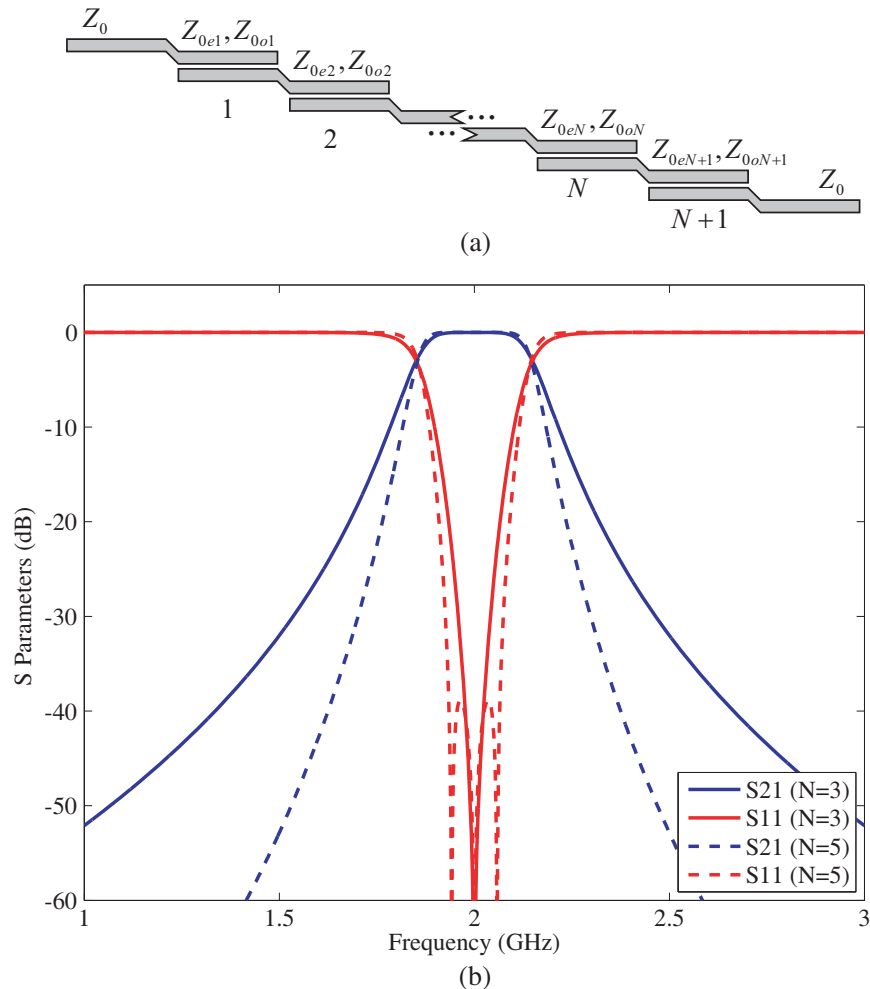 Z₀
Z₀ₑ₁, Z₀ₒ₁
Z₀ₑ₂, Z₀ₒ₂
1
2
Z₀ₑN, Z₀ₒN
Z₀ₑN+1, Z₀ₒN+1
N
N+1
Z₀
(a)
S Parameters (dB)
0
-10
-20
-30
-40
-50
-60
S21 (N=3)
S11 (N=3)
S21 (N=5)
S11 (N=5)
1
1.5
2
2.5
3
Frequency (GHz)
(b)